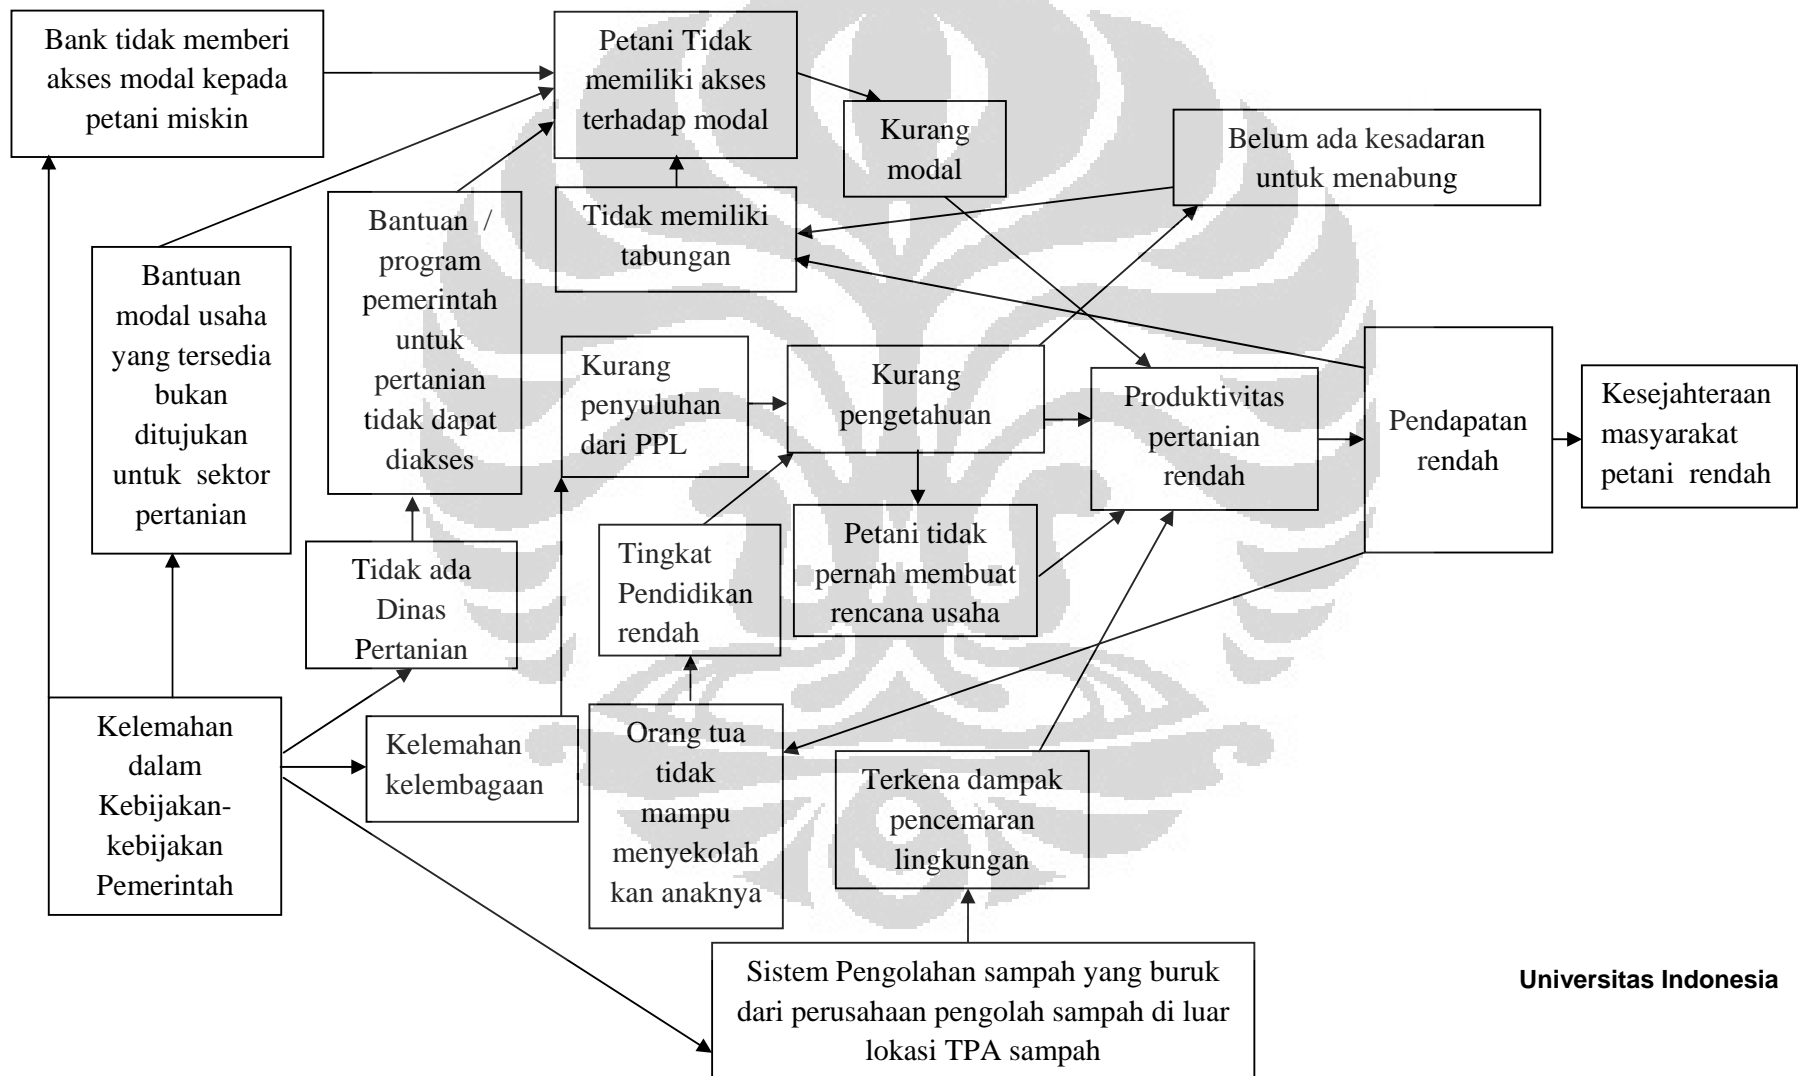 Bank tidak memberi
akses modal kepada
petani miskin
Petani Tidak
memiliki akses
terhadap modal
Kurang
modal
Belum ada kesadaran
untuk menabung
Bantuan /
program
pemerintah
untuk
pertanian
tidak dapat
diakses
Tidak memiliki
tabungan
Bantuan
modal usaha
yang tersedia
bukan
ditujukan
untuk sektor
pertanian
Kurang
penyuluhan
dari PPL
Kurang
pengetahuan
Produktivitas
pertanian
rendah
Pendapatan
rendah
Kesejahteraan
masyarakat
petani rendah
Tidak ada
Dinas
Pertanian
Tingkat
Pendidikan
rendah
Petani tidak
pernah membuat
rencana usaha
Kelemahan
dalam
Kebijakan-
kebijakan
Pemerintah
Kelemahan
kelembagaan
Orang tua
tidak
mampu
menyekolah
kan anaknya
Terkena dampak
pencemaran
lingkungan
Sistem Pengolahan sampah yang buruk
dari perusahaan pengolah sampah di luar
lokasi TPA sampah
Universitas Indonesia